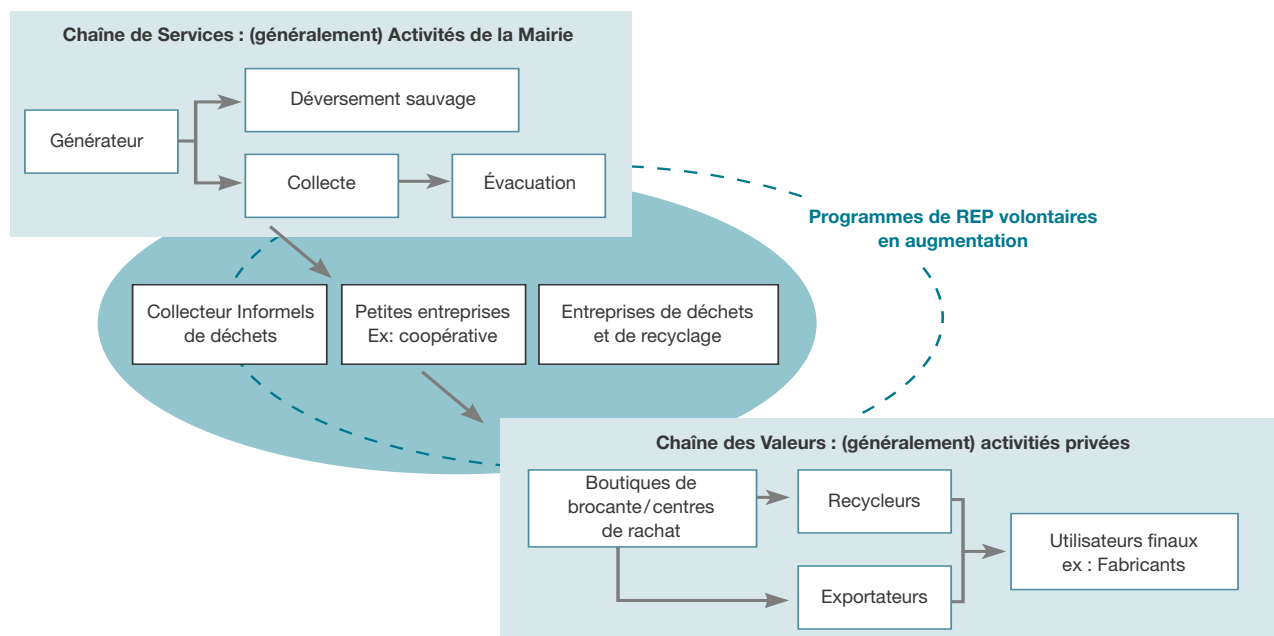 Chaîne de Services : (généralement) Activités de la Mairie
Déversement sauvage
Générateur
Collecte
Évacuation
Programmes de REP volontaires
en augmentation
Collecteur Informels
de déchets
Petites entreprises
Ex: coopérative
Entreprises de déchets
et de recyclage
Chaîne des Valeurs : (généralement) activitiés privées
Boutiques de
brocante/centres
de rachat
Recycleurs
Utilisateurs finaux
ex : Fabricants
Exportateurs